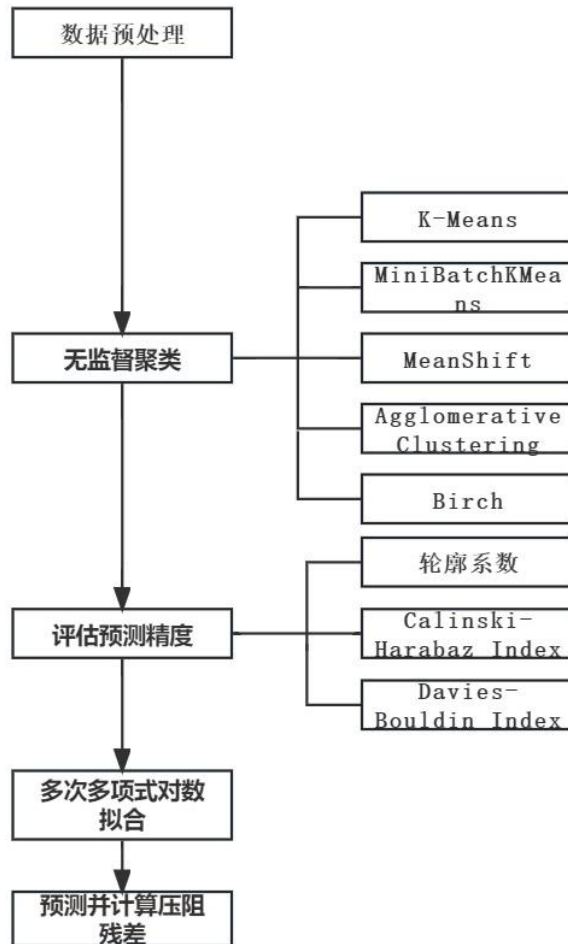 数据预处理
K-Means
MiniBatchKMea
ns
无监督聚类
MeanShift
Agglomerative
Clustering
Birch
轮廓系数
评估预测精度
Calinski-
Harabaz Index
Davies-
Bouldin Index
多次多项式对数
拟合
预测并计算压阻
残差